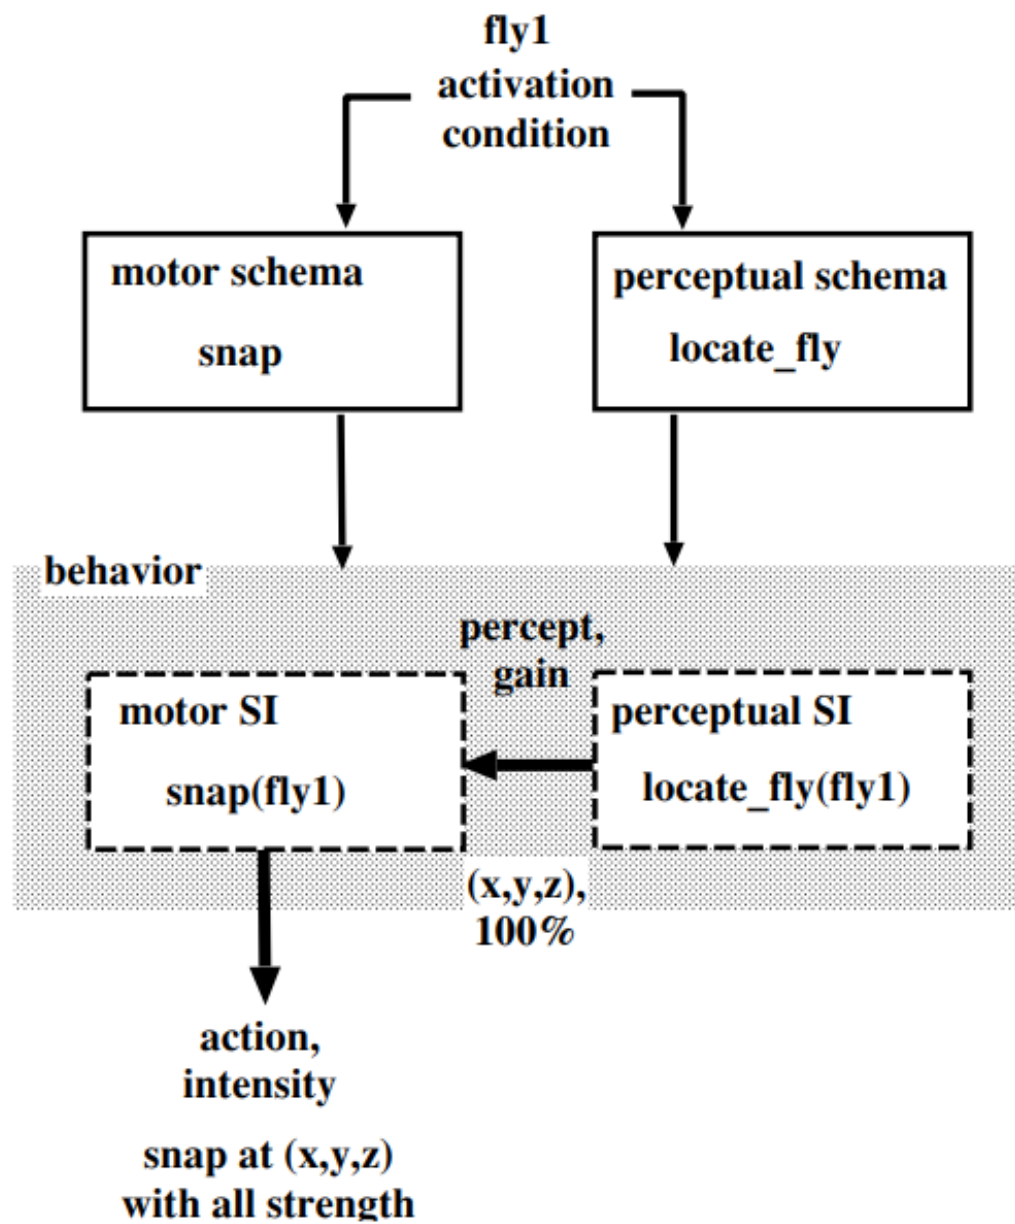 fly1
activation
condition
motor schema
snap
perceptual schema
locate_fly
behavior
percept,
gain
motor SI
snap(fly1)
perceptual SI
locate_fly(fly1)
(x,y,z),
100%
action,
intensity
snap at (x,y,z)
with all strength